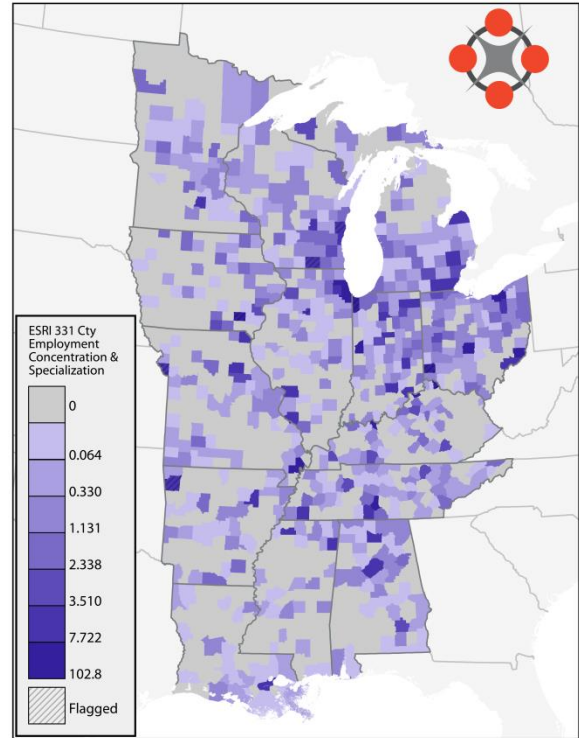 ESRI 331 Cty
Employment
Concentration &
Specialization
0
0.064
0.330
1.131
2.338
3.510
7.722
102.8
Flagged